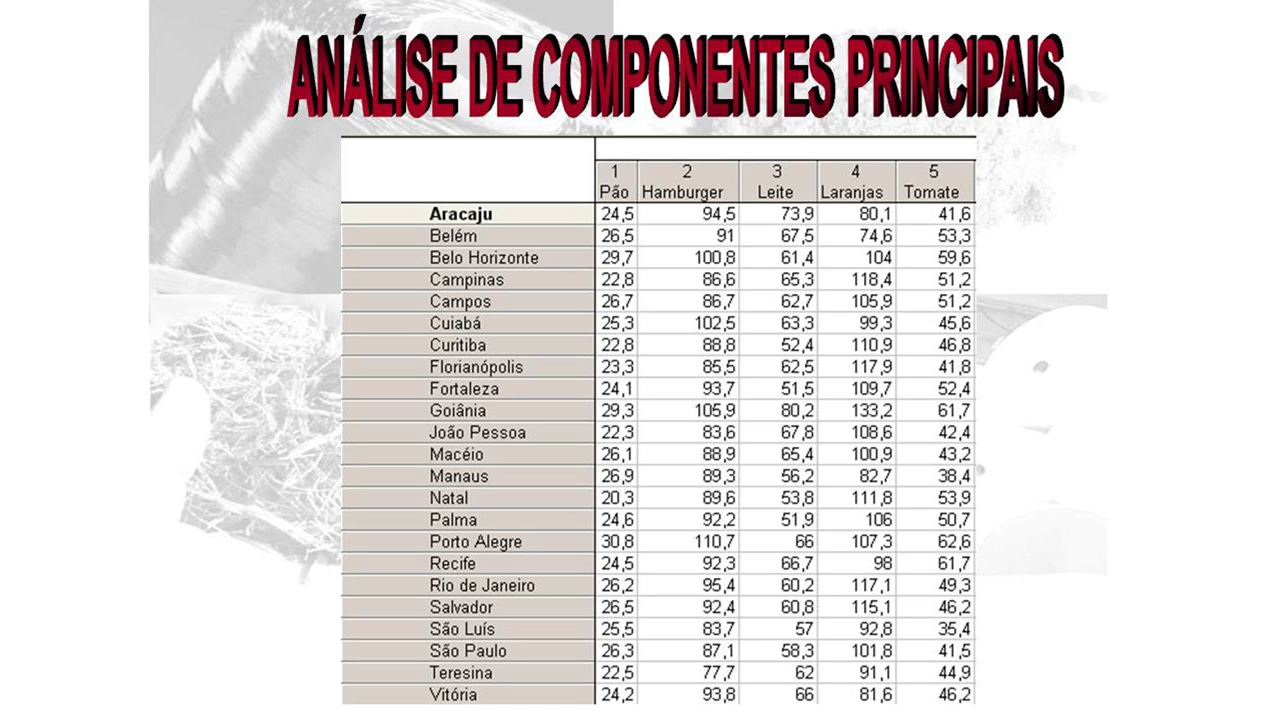 ANÁLISE DE COMPONENTES PRINCIPAIS
1 2 3 4 5
Pão Hamburger Leite Laranjas Tomate
Aracaju 24,5 94,5 73,9 80,1 41,6
Belém 26,5 91 67,5 74,6 53,3
Belo Horizonte 29,7 100,8 61,4 104 59,6
Campinas 22,8 86,6 65,3 118,4 51,2
Campos 26,7 86,7 62,7 105,9 51,2
Cuiabá 25,3 102,5 63,3 99,3 45,6
Curitiba 22,8 88,8 52,4 110,9 46,8
Florianópolis 23,3 85,5 62,5 117,9 41,8
Fortaleza 24,1 93,7 51,5 109,7 52,4
Goiânia 29,3 105,9 80,2 133,2 61,7
João Pessoa 22,3 83,6 67,8 108,6 42,4
Macéio 26,1 88,9 65,4 100,9 43,2
Manaus 26,9 89,3 56,2 82,7 38,4
Natal 20,3 89,6 53,8 111,8 53,9
Palma 24,6 92,2 51,9 106 50,7
Porto Alegre 30,8 110,7 66 107,3 62,6
Recife 24,5 92,3 66,7 98 61,7
Rio de Janeiro 26,2 95,4 60,2 117,1 49,3
Salvador 26,5 92,4 60,8 115,1 46,2
São Luís 25,5 83,7 57 92,8 35,4
São Paulo 26,3 87,1 58,3 101,8 41,5
Teresina 22,5 77,7 62 91,1 44,9
Vitória 24,2 93,8 66 81,6 46,2